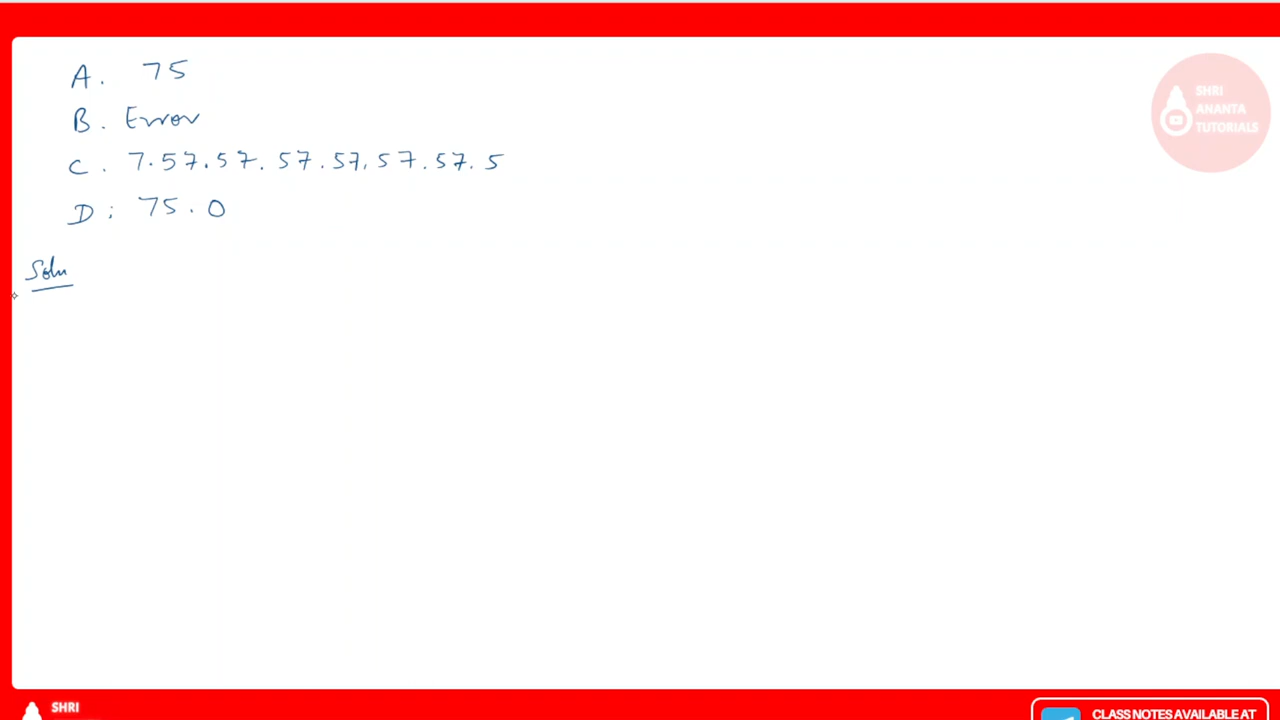 A. 75
B. Error
C. 7.57.57.57.57.57.57.5
D: 75.0
Soln
SHRI
ANANTA
TUTORIALS
SHRI
CLASS NOTES AVAILABLE AT